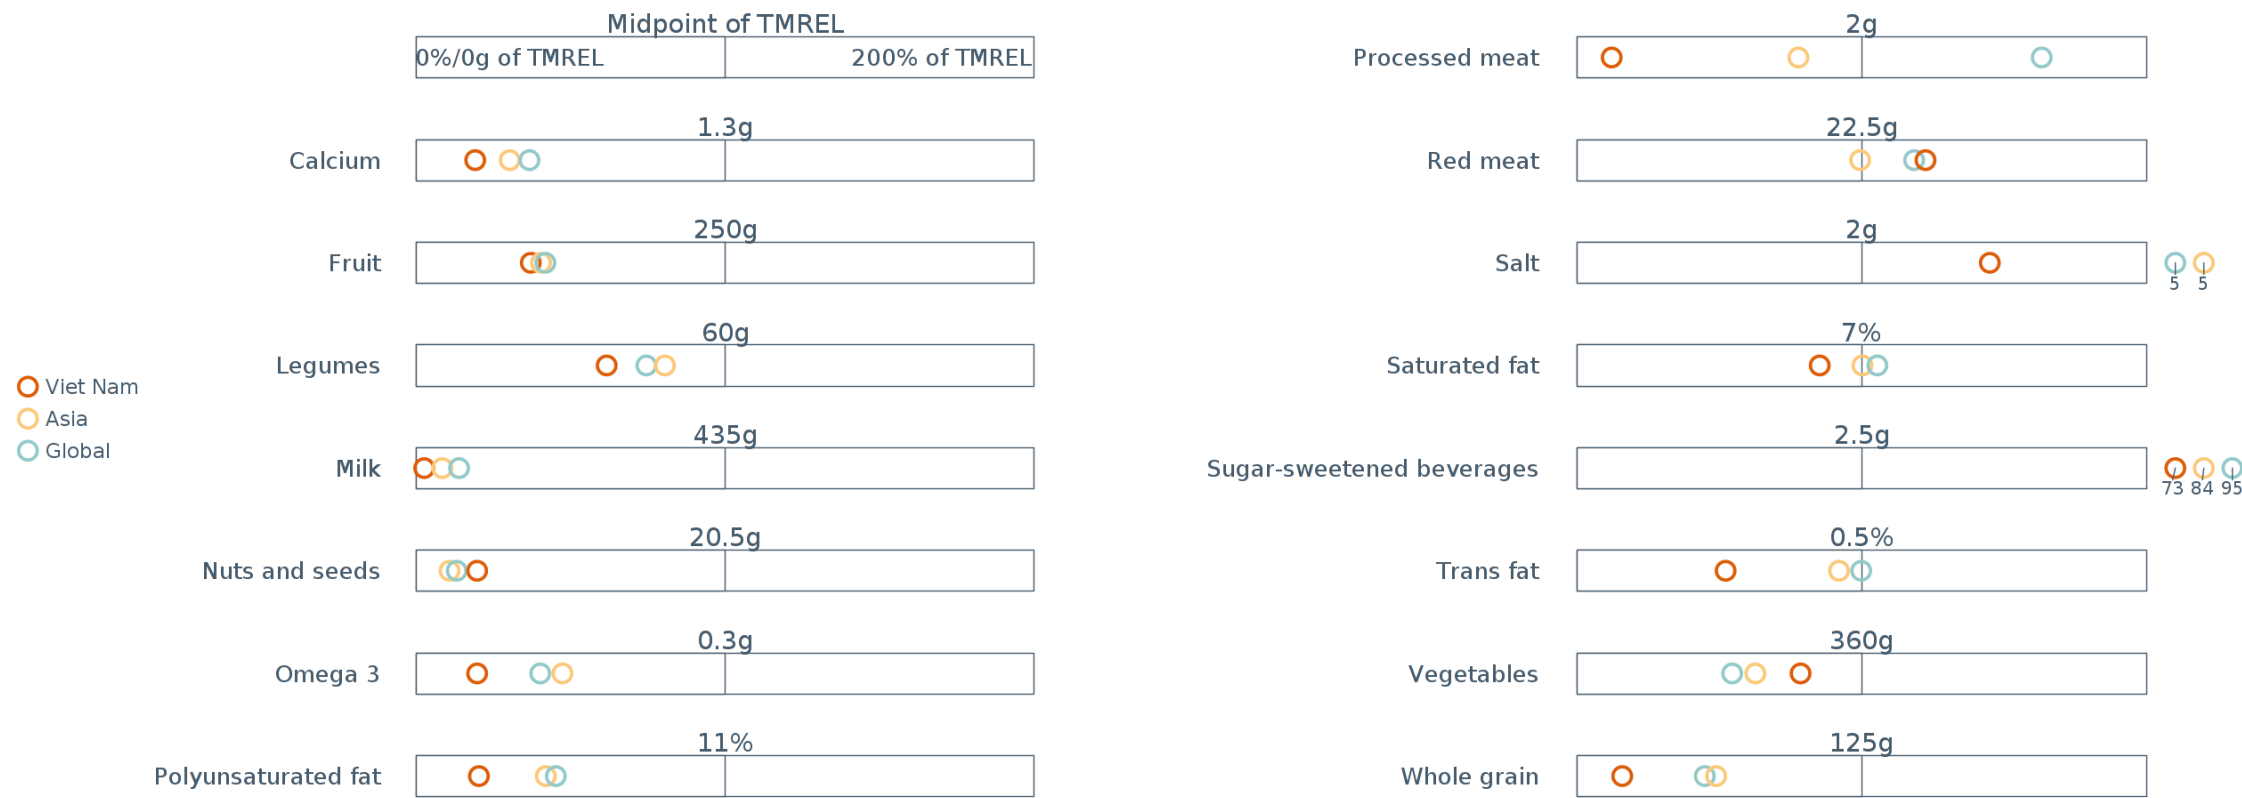 Midpoint of TMREL
0%/0g of TMREL
200% of TMREL
Calcium
1.3g
Fruit
250g
Legumes
60g
Milk
435g
Nuts and seeds
20.5g
Omega 3
0.3g
Polyunsaturated fat
11%
Viet Nam
Asia
Global
Processed meat
2g
Red meat
22.5g
Salt
2g
5 5
Saturated fat
7%
Sugar-sweetened beverages
2.5g
73 84 95
Trans fat
0.5%
Vegetables
360g
Whole grain
125g